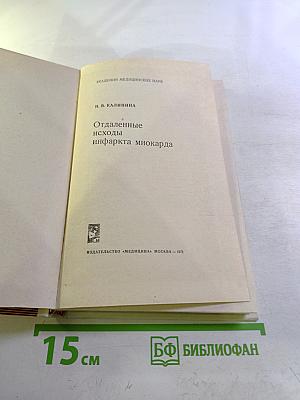 АКАДЕМИЯ МЕДИЦИНСКИХ НАУК
Н. В. КАЛИНИНА
Отдаленные
исходы
инфаркта миокарда
ИЗДАТЕЛЬСТВО «МЕДИЦИНА» МОСКВА —
15 см
БФ БИБЛИОФАН